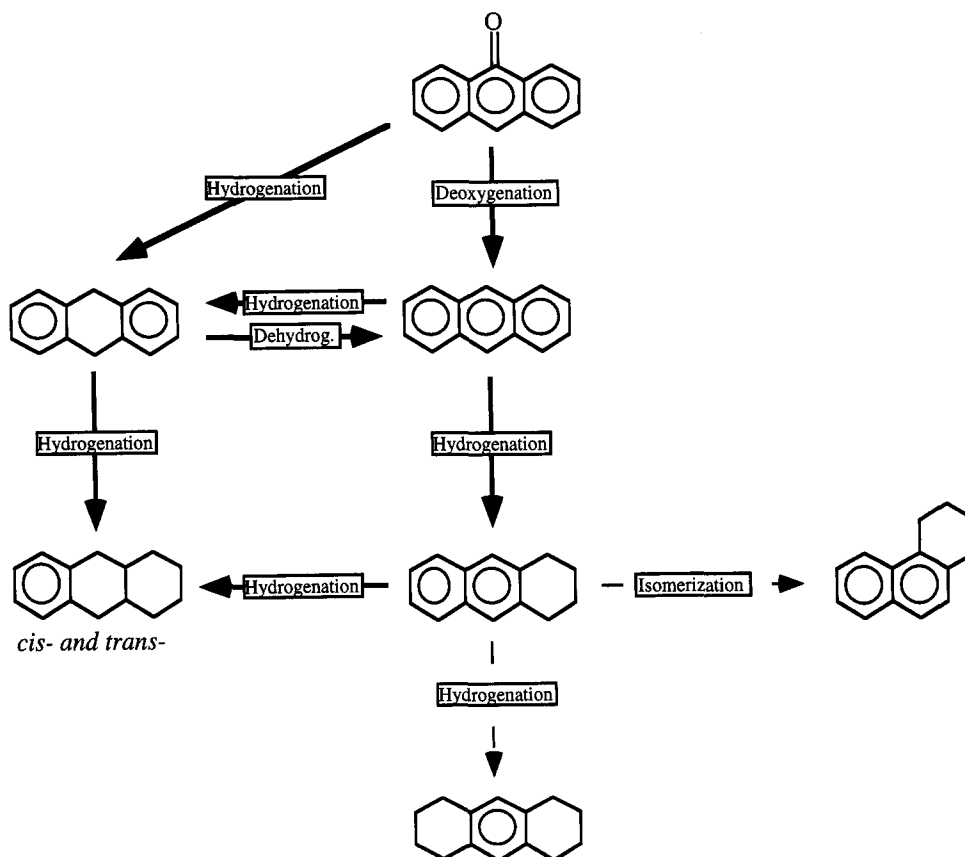 O
Hydrogenation
Deoxygenation
Hydrogenation
Dehydrog.
Hydrogenation
Hydrogenation
Hydrogenation
Isomerization
cis- and trans-
Hydrogenation